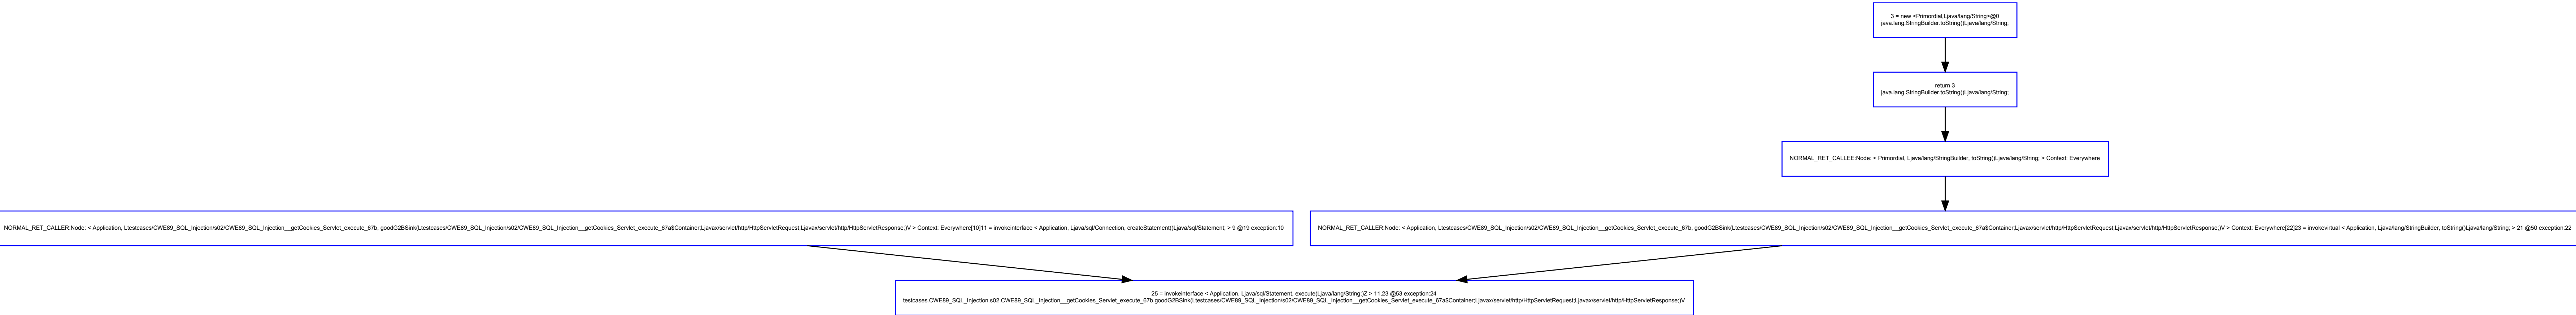 3 = new <Primordial,Ljava/lang/String>@0
java.lang.StringBuilder.toString()Ljava/lang/String;
return 3
java.lang.StringBuilder.toString()Ljava/lang/String;
NORMAL_RET_CALLEE:Node: < Primordial, Ljava/lang/StringBuilder, toString()Ljava/lang/String; > Context: Everywhere
NORMAL_RET_CALLER:Node: < Application, Ltestcases/CWE89_SQL_Injection/s02/CWE89_SQL_Injection__getCookies_Servlet_execute_67b, goodG2BSink(Ltestcases/CWE89_SQL_Injection/s02/CWE89_SQL_Injection__getCookies_Servlet_execute_67a$Container;Ljavax/servlet/http/HttpServletRequest;Ljavax/servlet/http/HttpServletResponse;)V > Context: Everywhere[10]11 = invokeinterface < Application, Ljava/sql/Connection, createStatement()Ljava/sql/Statement; > 9 @19 exception:10
NORMAL_RET_CALLER:Node: < Application, Ltestcases/CWE89_SQL_Injection/s02/CWE89_SQL_Injection__getCookies_Servlet_execute_67b, goodG2BSink(Ltestcases/CWE89_SQL_Injection/s02/CWE89_SQL_Injection__getCookies_Servlet_execute_67a$Container;Ljavax/servlet/http/HttpServletRequest;Ljavax/servlet/http/HttpServletResponse;)V > Context: Everywhere[22]23 = invokevirtual < Application, Ljava/lang/StringBuilder, toString()Ljava/lang/String; > 21 @50 exception:22
25 = invokeinterface < Application, Ljava/sql/Statement, execute(Ljava/lang/String;)Z > 11,23 @53 exception:24
testcases.CWE89_SQL_Injection.s02.CWE89_SQL_Injection__getCookies_Servlet_execute_67b.goodG2BSink(Ltestcases/CWE89_SQL_Injection/s02/CWE89_SQL_Injection__getCookies_Servlet_execute_67a$Container;Ljavax/servlet/http/HttpServletRequest;Ljavax/servlet/http/HttpServletResponse;)V